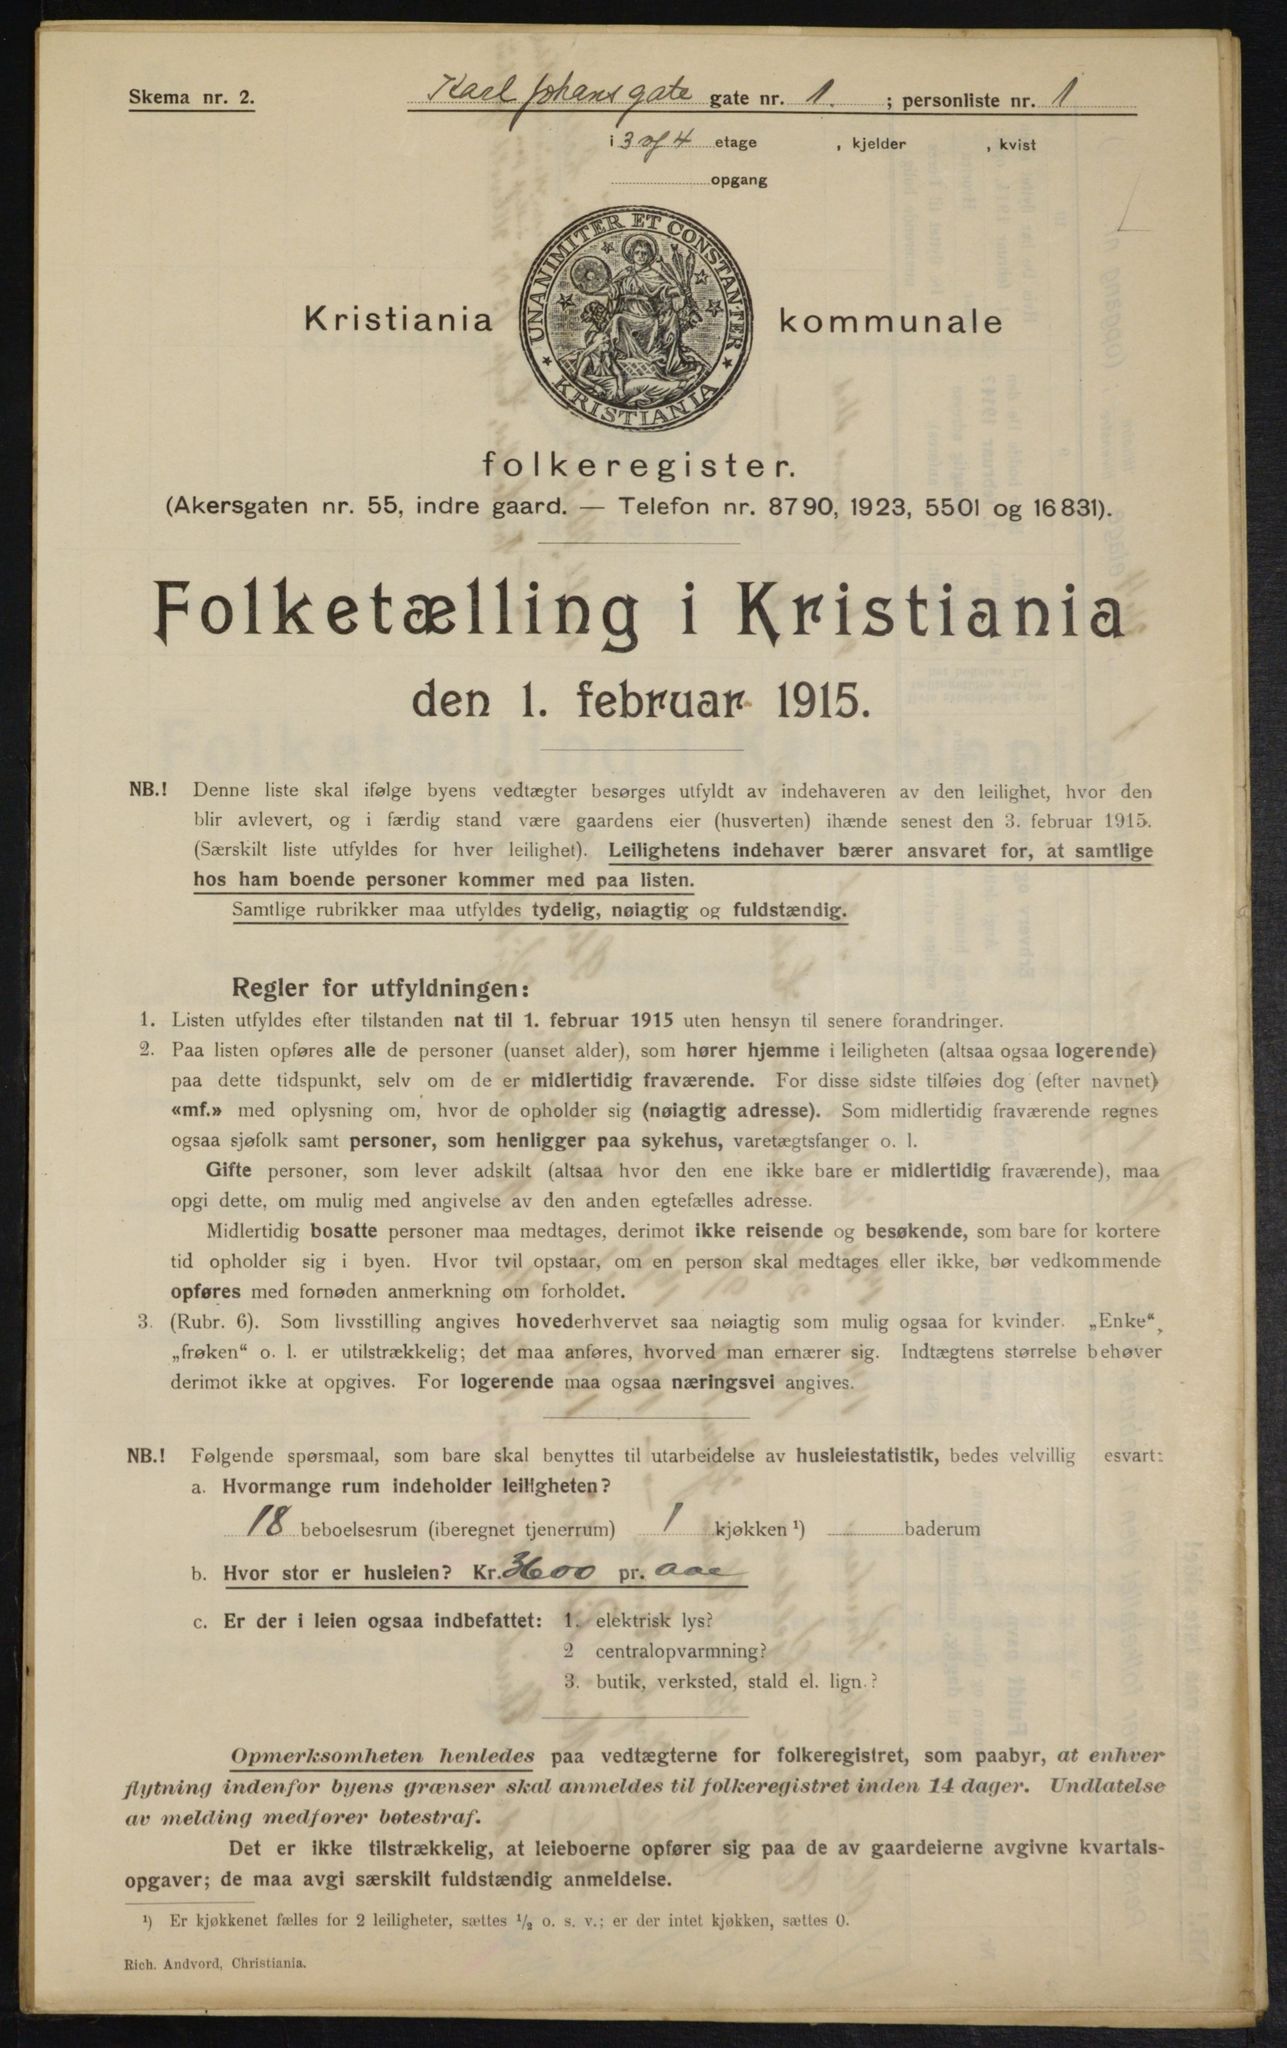 Skema nr. 2.
Karl Johans gate gate nr. 1. ; personliste nr. 1
i 3 og 4 etage , kjelder , kvist
opgang
UNANIMITER ET CONSTANTER
KRISTIANIA
Kristiania kommunale
folkeregister.
(Akersgaten nr. 55, indre gaard. — Telefon nr. 8790, 1923, 5501 og 16831).
Folketælling i Kristiania
den 1. februar 1915.
NB.! Denne liste skal ifølge byens vedtægter besørges utfyldt av indehaveren av den leilighet, hvor den
blir avlevert, og i færdig stand være gaardens eier (husverten) ihænde senest den 3. februar 1915.
(Særskilt liste utfyldes for hver leilighet). Leilighetens indehaver bærer ansvaret for, at samtlige
hos ham boende personer kommer med paa listen.
Samtlige rubrikker maa utfyldes tydelig, nøiagtig og fuldstændig.
Regler for utfyldningen:
1. Listen utfyldes efter tilstanden nat til 1. februar 1915 uten hensyn til senere forandringer.
2. Paa listen opføres alle de personer (uanset alder), som hører hjemme i leiligheten (altsaa ogsaa logerende)
paa dette tidspunkt, selv om de er midlertidig fraværende. For disse sidste tilføies dog (efter navnet)
«mf.» med oplysning om, hvor de opholder sig (nøiagtig adresse). Som midlertidig fraværende regnes
ogsaa sjøfolk samt personer, som henligger paa sykehus, varetægtsfanger o. l.
Gifte personer, som lever adskilt (altsaa hvor den ene ikke bare er midlertidig fraværende), maa
opgi dette, om mulig med angivelse av den anden egtefælles adresse.
Midlertidig bosatte personer maa medtages, derimot ikke reisende og besøkende, som bare for kortere
tid opholder sig i byen. Hvor tvil opstaar, om en person skal medtages eller ikke, bør vedkommende
opføres med fornøden anmerkning om forholdet.
3. (Rubr. 6). Som livsstilling angives hovederhvervet saa nøiagtig som mulig ogsaa for kvinder. „Enke“,
„frøken“ o. l. er utilstrækkelig; det maa anføres, hvorved man ernærer sig. Indtægtens størrelse behøver
derimot ikke at opgives. For logerende maa ogsaa næringsvei angives.
NB.! Følgende spørsmaal, som bare skal benyttes til utarbeidelse av husleiestatistik, bedes velvillig esvart:
a. Hvormange rum indeholder leiligheten?
18 beboelsesrum (iberegnet tjenerrum) 1 kjøkken ¹) baderum
b. Hvor stor er husleien? Kr. 3600 pr. aar
c. Er der i leien ogsaa indbefattet: 1. elektrisk lys?
2 centralopvarmning?
3. butik, verksted, stald el. lign.?
Opmerksomheten henledes paa vedtægterne for folkeregistret, som paabyr, at enhver
flytning indenfor byens grænser skal anmeldes til folkeregistret inden 14 dager. Undlatelse
av melding medfører bøtestraf.
Det er ikke tilstrækkelig, at leieboerne opfører sig paa de av gaardeierne avgivne kvartals-
opgaver; de maa avgi særskilt fuldstændig anmeldelse.
¹) Er kjøkkenet fælles for 2 leiligheter, sættes ½ o. s. v.; er der intet kjøkken, sættes 0.
Rich. Andvord, Christiania.